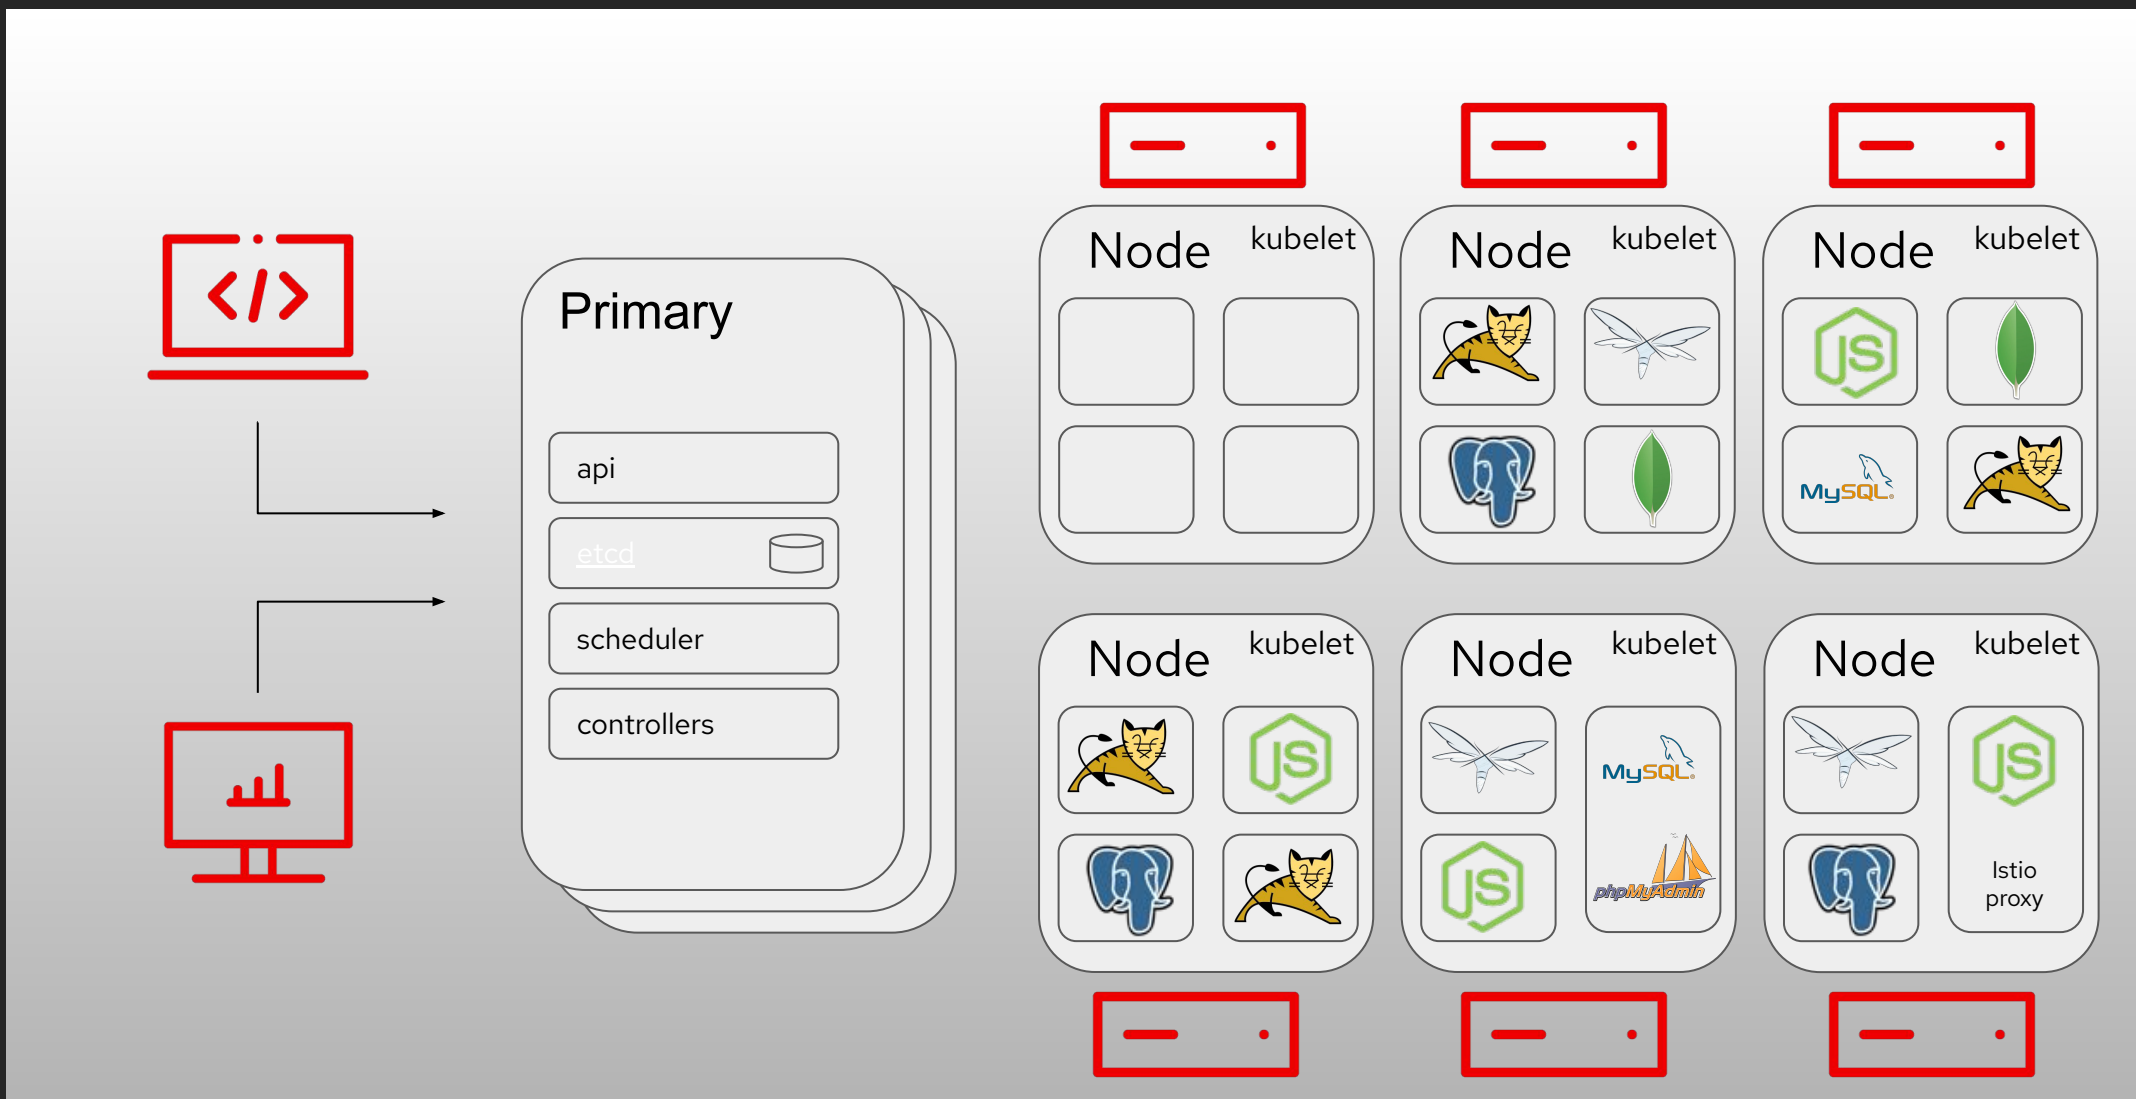 Primary
api
etcd
scheduler
controllers
Node kubelet
Node kubelet
Node kubelet
JS
MySQL®
Node kubelet
JS
Node kubelet
MySQL®
JS
phpMyAdmin
Node kubelet
JS
Istio
proxy